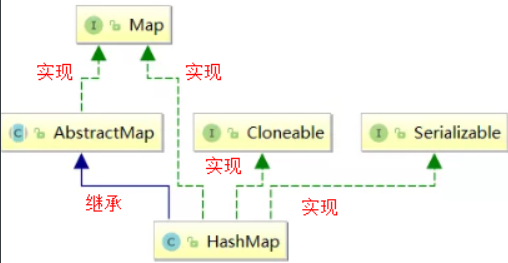 Map
实现
实现
AbstractMap
Cloneable
Serializable
实现
继承
实现
HashMap